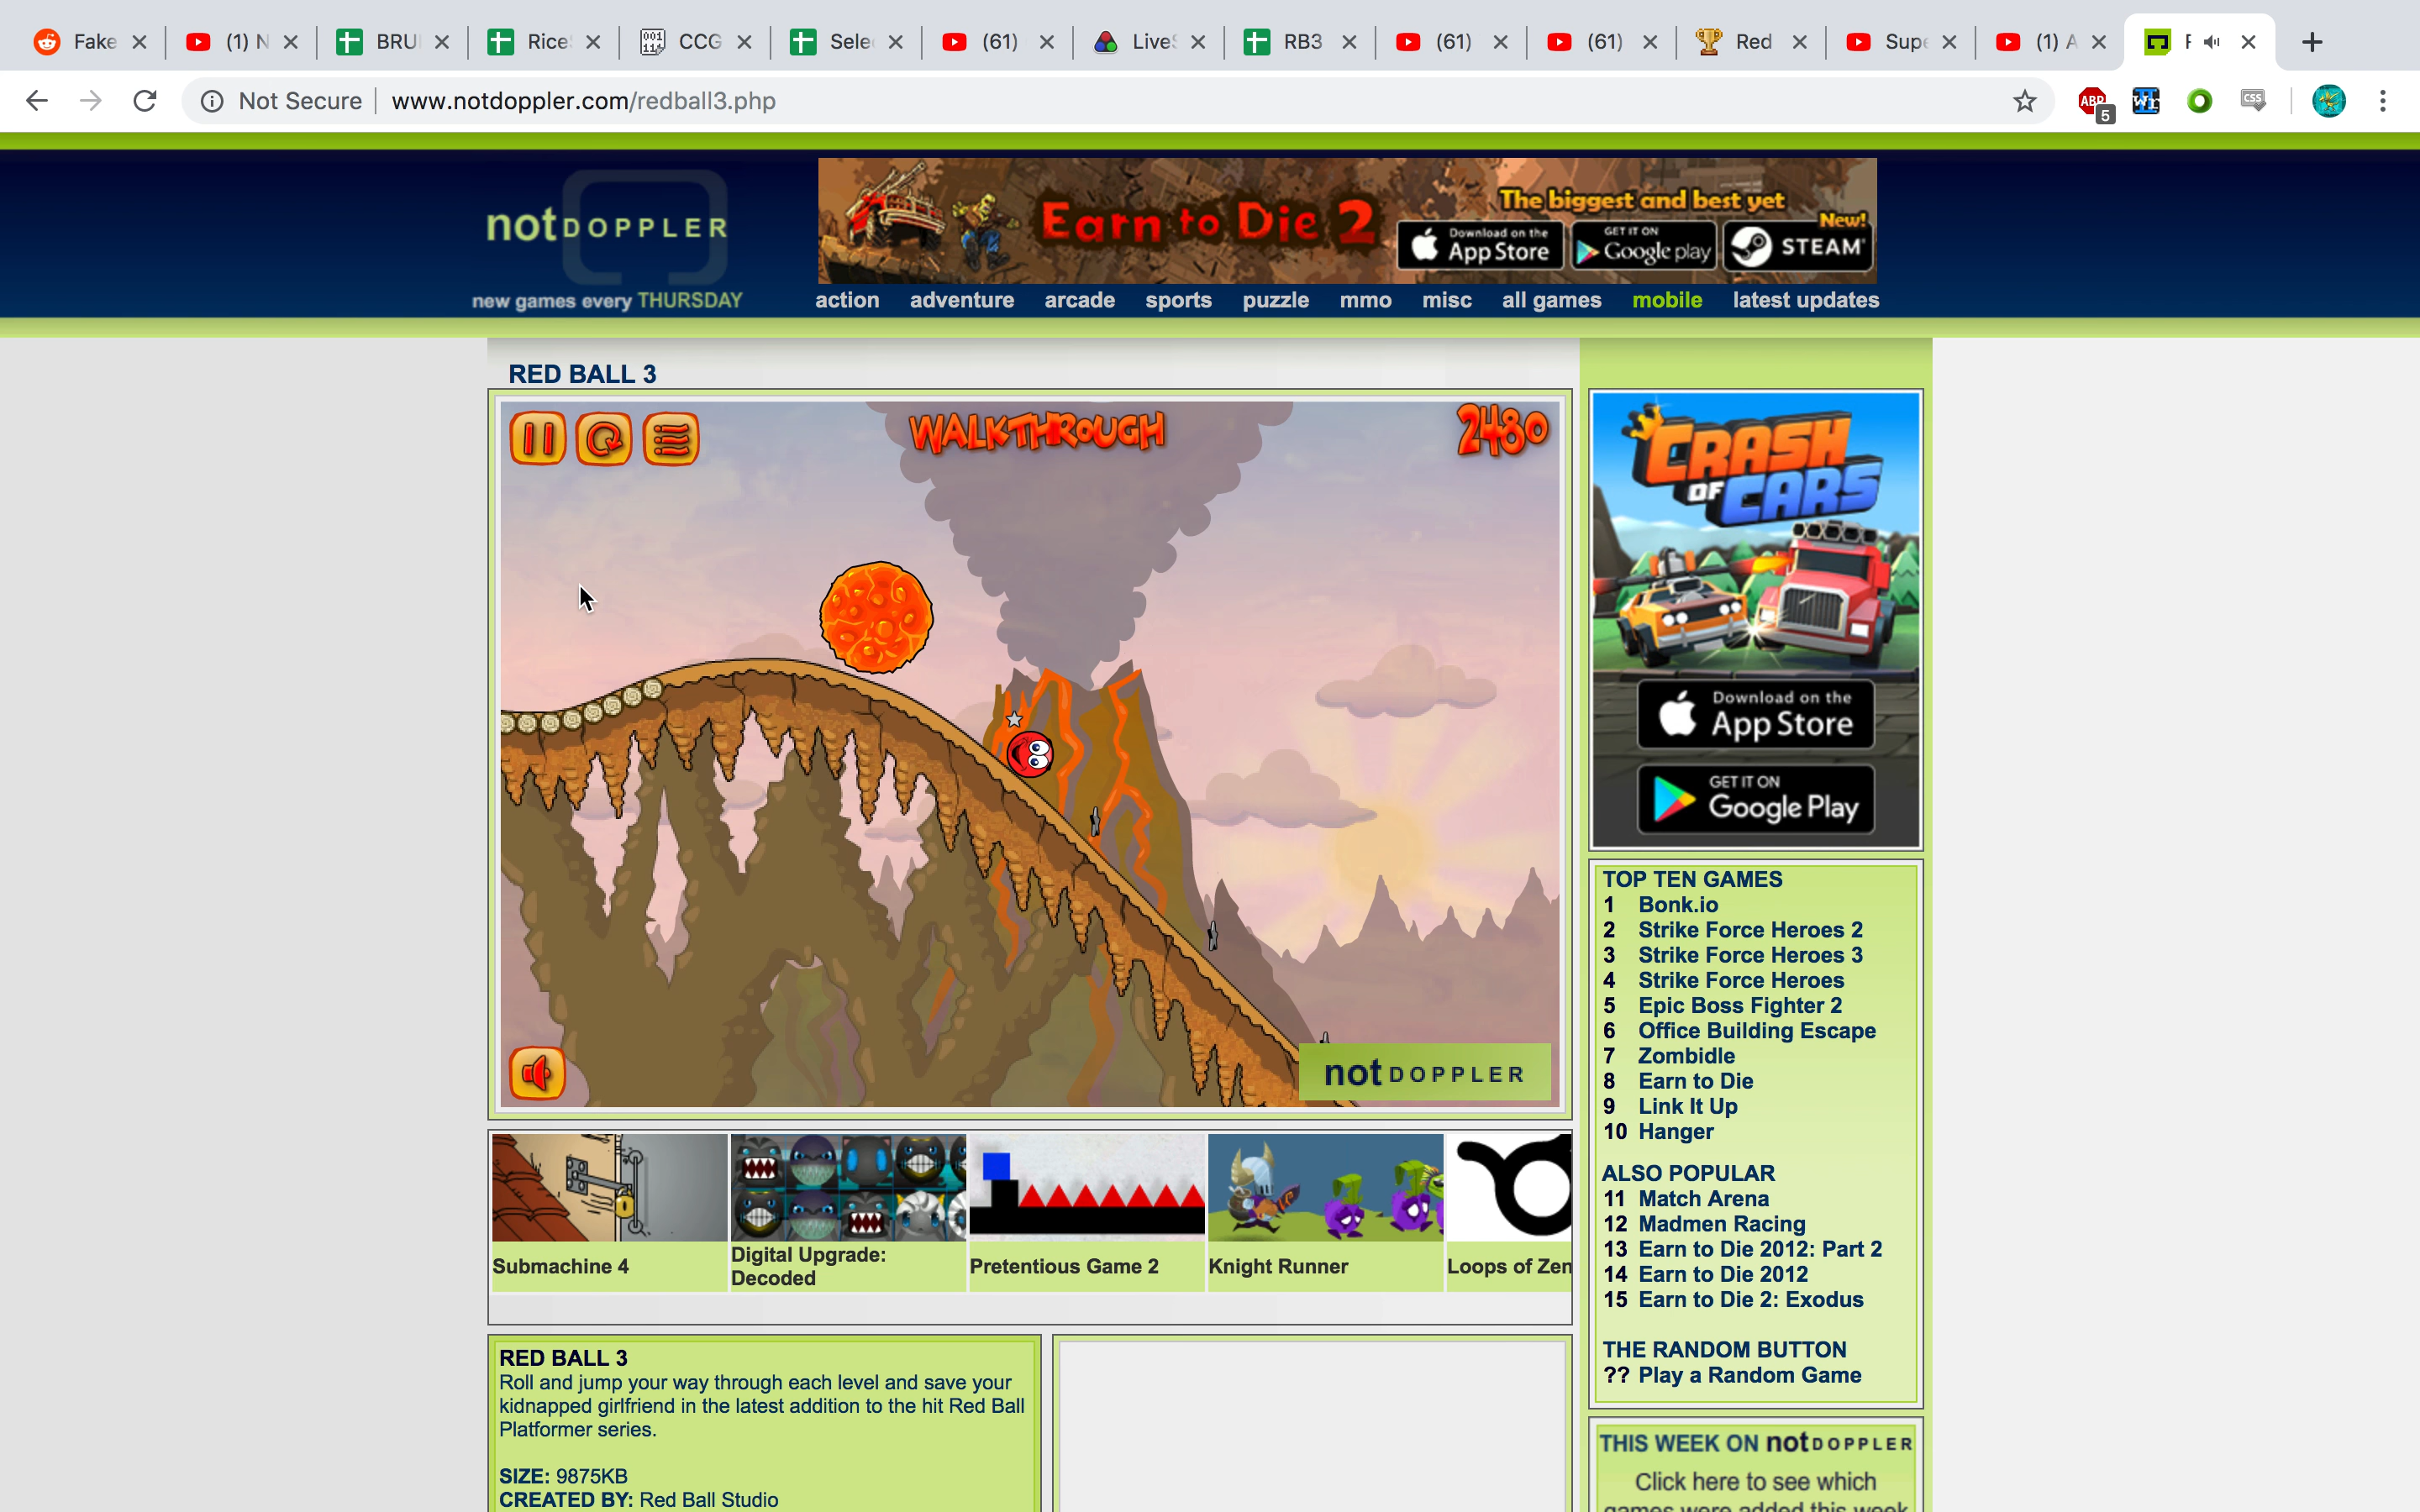 Fake
(1) N
BRU
Rice
CCG
Sele
(61)
Live
RB3
(61)
(61)
Red
Supe
(1) A
Not Secure
www.notdoppler.com/redball3.php
ABP
5
CSS
notDOPPLER
new games every THURSDAY
Earn to Die 2
The biggest and best yet
New!
Download on the
App Store
GET IT ON
Google play
STEAM
action adventure arcade sports puzzle mmo misc all games mobile latest updates
RED BALL 3
WALKTHROUGH
2480
notDOPPLER
CRASH
OF
CARS
Download on the
App Store
GET IT ON
Google Play
TOP TEN GAMES
1 Bonk.io
2 Strike Force Heroes 2
3 Strike Force Heroes 3
4 Strike Force Heroes
5 Epic Boss Fighter 2
6 Office Building Escape
7 Zombidle
8 Earn to Die
9 Link It Up
10 Hanger
ALSO POPULAR
11 Match Arena
12 Madmen Racing
13 Earn to Die 2012: Part 2
14 Earn to Die 2012
15 Earn to Die 2: Exodus
THE RANDOM BUTTON
?? Play a Random Game
THIS WEEK ON notDOPPLER
Click here to see which
games were added this week
Submachine 4
Digital Upgrade:
Decoded
Pretentious Game 2
Knight Runner
Loops of Zen
RED BALL 3
Roll and jump your way through each level and save your
kidnapped girlfriend in the latest addition to the hit Red Ball
Platformer series.
SIZE: 9875KB
CREATED BY: Red Ball Studio